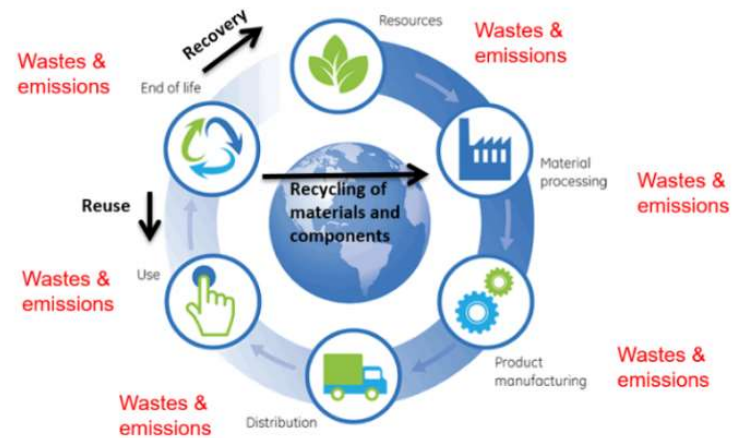 Recovery
Resources
Wastes &
emissions
Wastes &
emissions
End of life
Recycling of
materials and
components
Material
processing
Wastes &
emissions
Reuse
Wastes &
emissions
Use
Product
manufacturing
Wastes &
emissions
Wastes &
emissions
Distribution